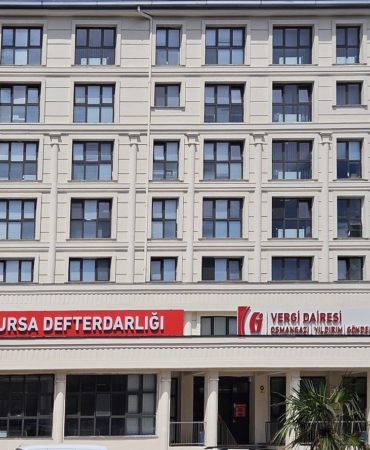 URSA DEFTERDARLIĞI
VERGİ DAİRESİ
OSMANGAZİ | YILDIRIM |